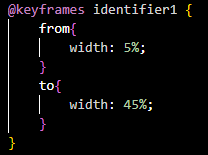 @keyframes identifier1 {
from{
width: 5%;
}
to{
width: 45%;
}
}